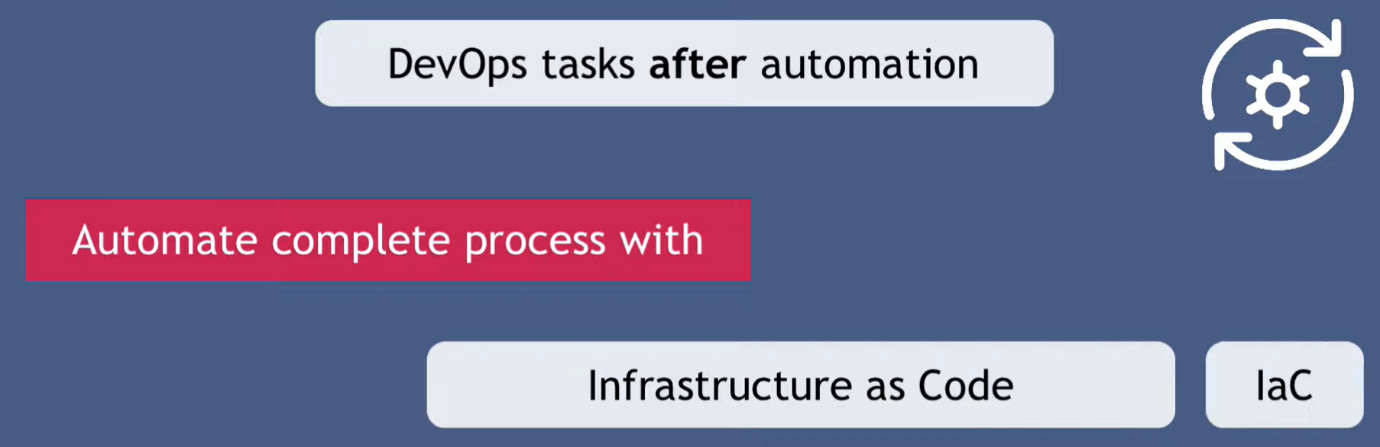 DevOps tasks after automation
Automate complete process with
Infrastructure as Code
IaC